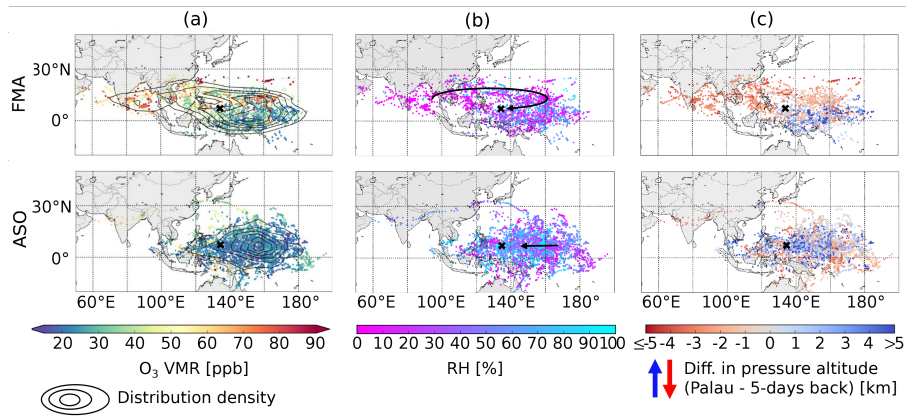 (a) (b) (c)
FMA
30°N
0°
ASO
30°N
0°
60°E 100°E 140°E 180°E 60°E 100°E 140°E 180°E 60°E 100°E 140°E 180°E
20 30 40 50 60 70 80 90 0 10 20 30 40 50 60 70 80 90 100 ≤-5 -4 -3 -2 -1 0 1 2 3 4 >5
O₃ VMR [ppb] RH [%] Diff. in pressure altitude
(Palau - 5-days back) [km]
Distribution density